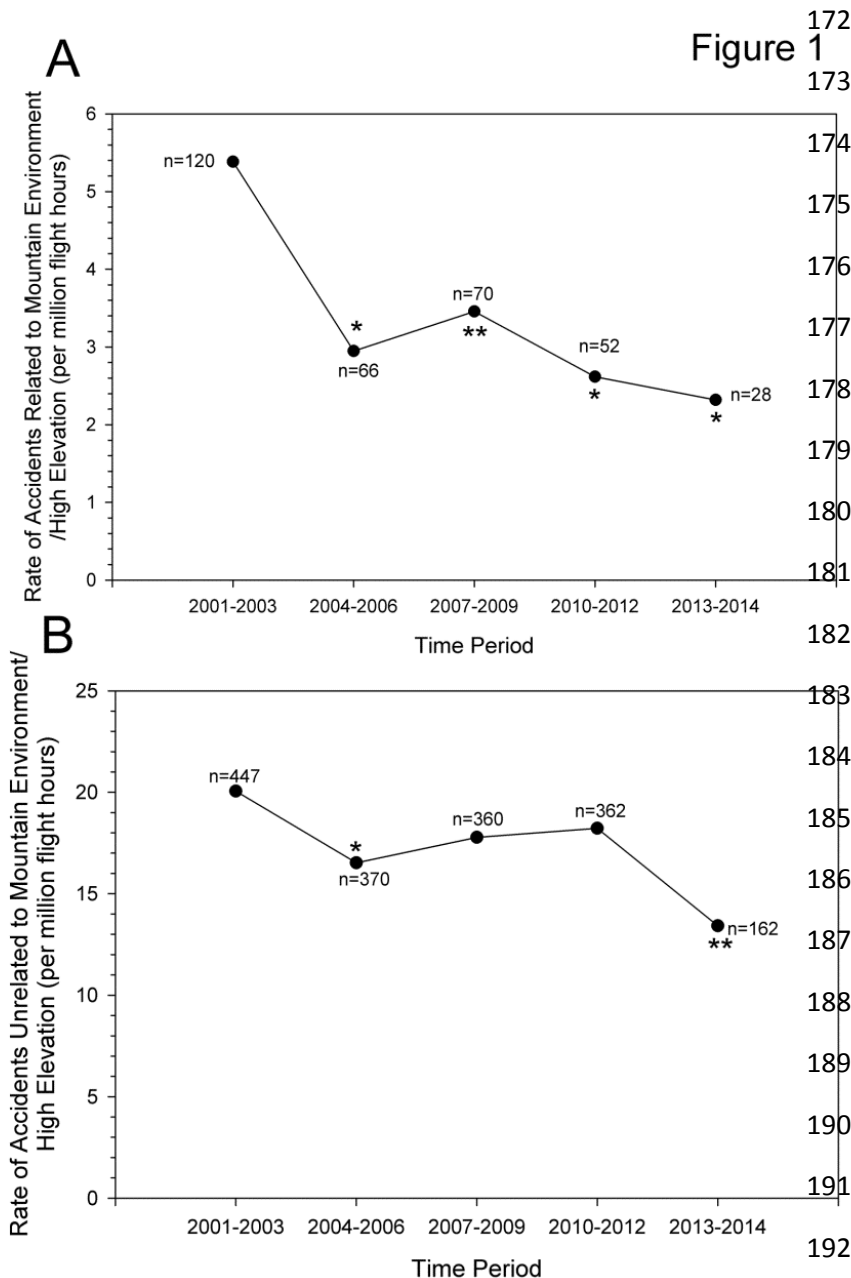 172
Figure 1
173
A
Rate of Accidents Related to Mountain Environment
/High Elevation (per million flight hours)
6
5
4
3
2
1
0
n=120
*
n=66
n=70
**
n=52
*
n=28
*
2001-2003 2004-2006 2007-2009 2010-2012 2013-2014
Time Period
174
175
176
177
178
179
180
181
182
B
Rate of Accidents Unrelated to Mountain Environment/
High Elevation (per million flight hours)
25
20
15
10
5
0
n=447
*
n=370
n=360
n=362
n=162
**
2001-2003 2004-2006 2007-2009 2010-2012 2013-2014
Time Period
183
184
185
186
187
188
189
190
191
192